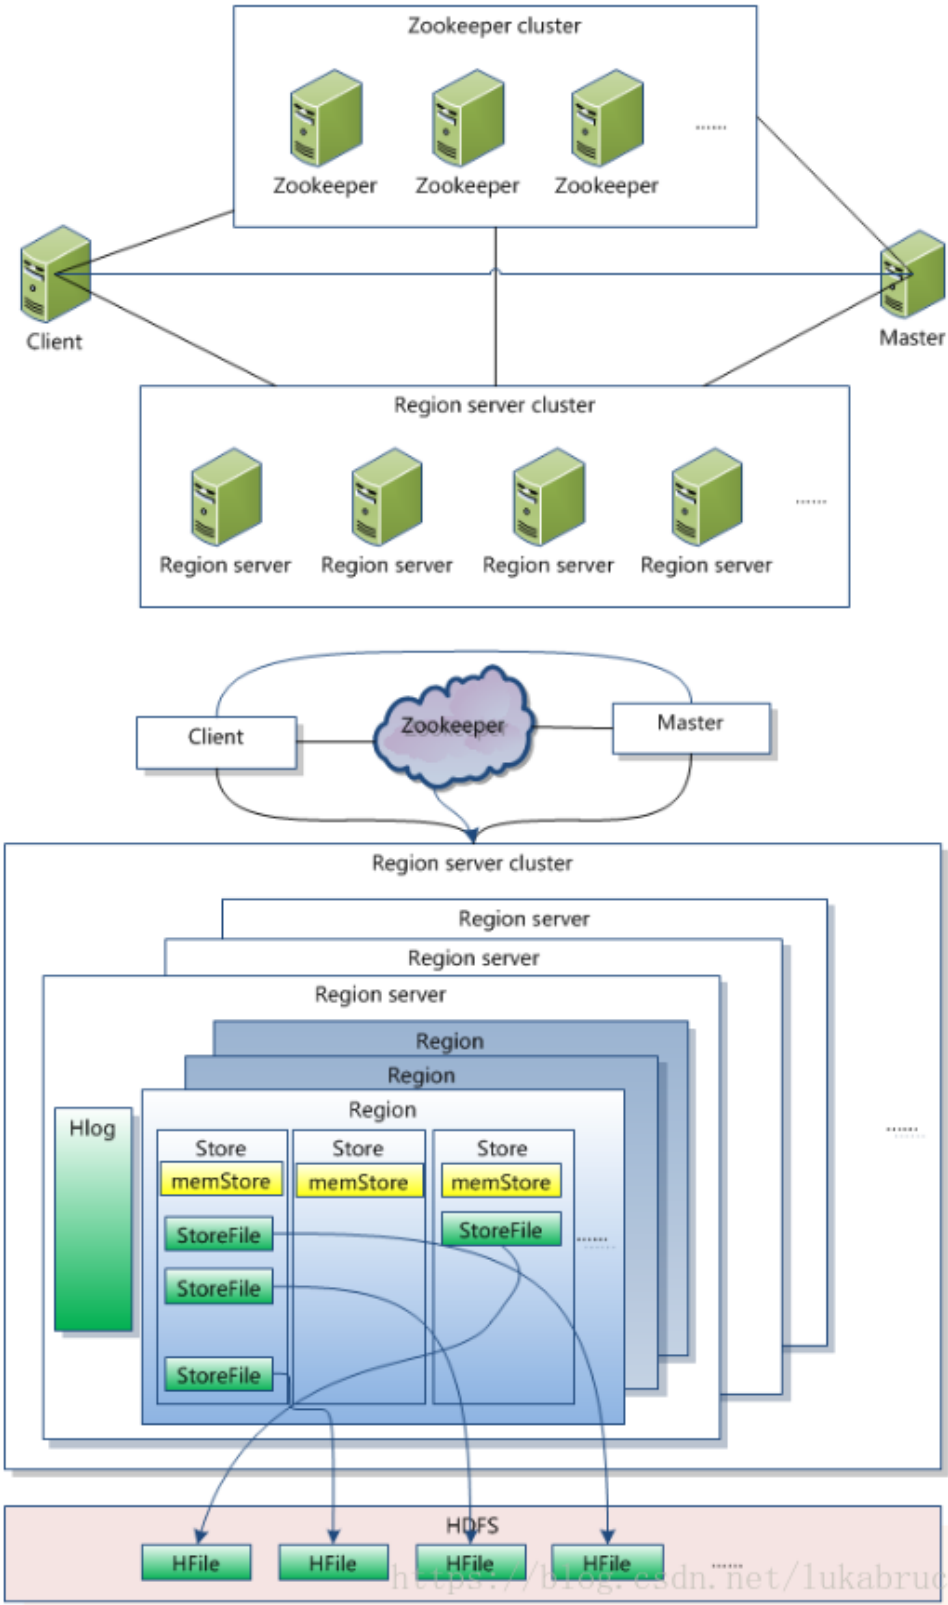 Zookeeper cluster
Zookeeper Zookeeper Zookeeper ......
Client
Master
Region server cluster
......
Region server Region server Region server Region server
Client
Zookeeper
Master
Region server cluster
Region server
Region server
Region server
Region
Region
Region
Hlog
......
Store Store Store
memStore memStore memStore
StoreFile StoreFile
......
StoreFile
StoreFile
HDFS
HFile HFile HFile HFile ......
https://blog.csdn.net/lukabruc